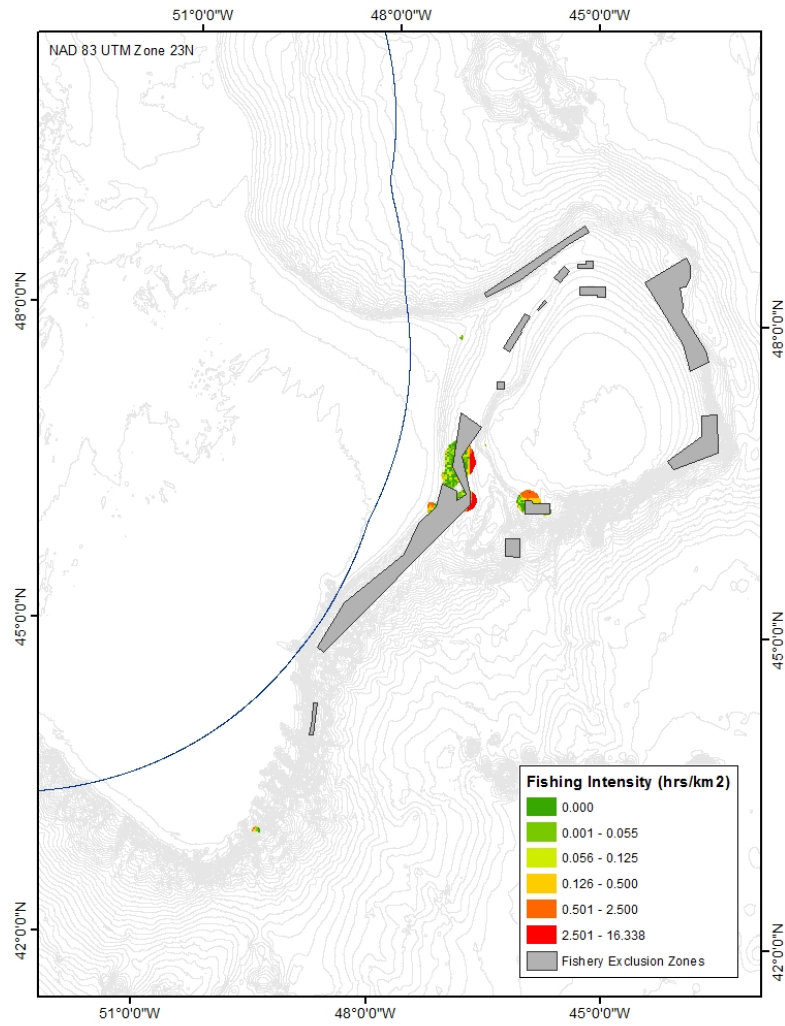 51°0'0"W 48°0'0"W 45°0'0"W
NAD 83 UTM Zone 23N
48°0'0"N
48°0'0"N
45°0'0"N
45°0'0"N
42°0'0"N
42°0'0"N
Fishing Intensity (hrs/km2)
0.000
0.001 - 0.055
0.056 - 0.125
0.126 - 0.500
0.501 - 2.500
2.501 - 16.338
Fishery Exclusion Zones
51°0'0"W 48°0'0"W 45°0'0"W